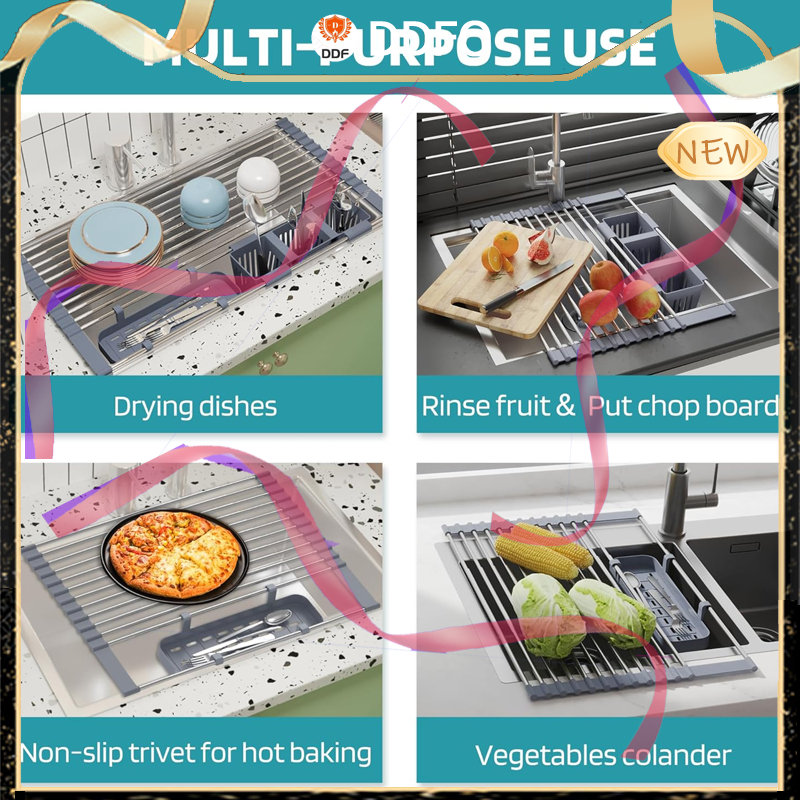 MULTI-PURPOSE USE
DDF
DDFO
NEW
Drying dishes
Rinse fruit & Put chop board
Non-slip trivet for hot baking
Vegetables colander